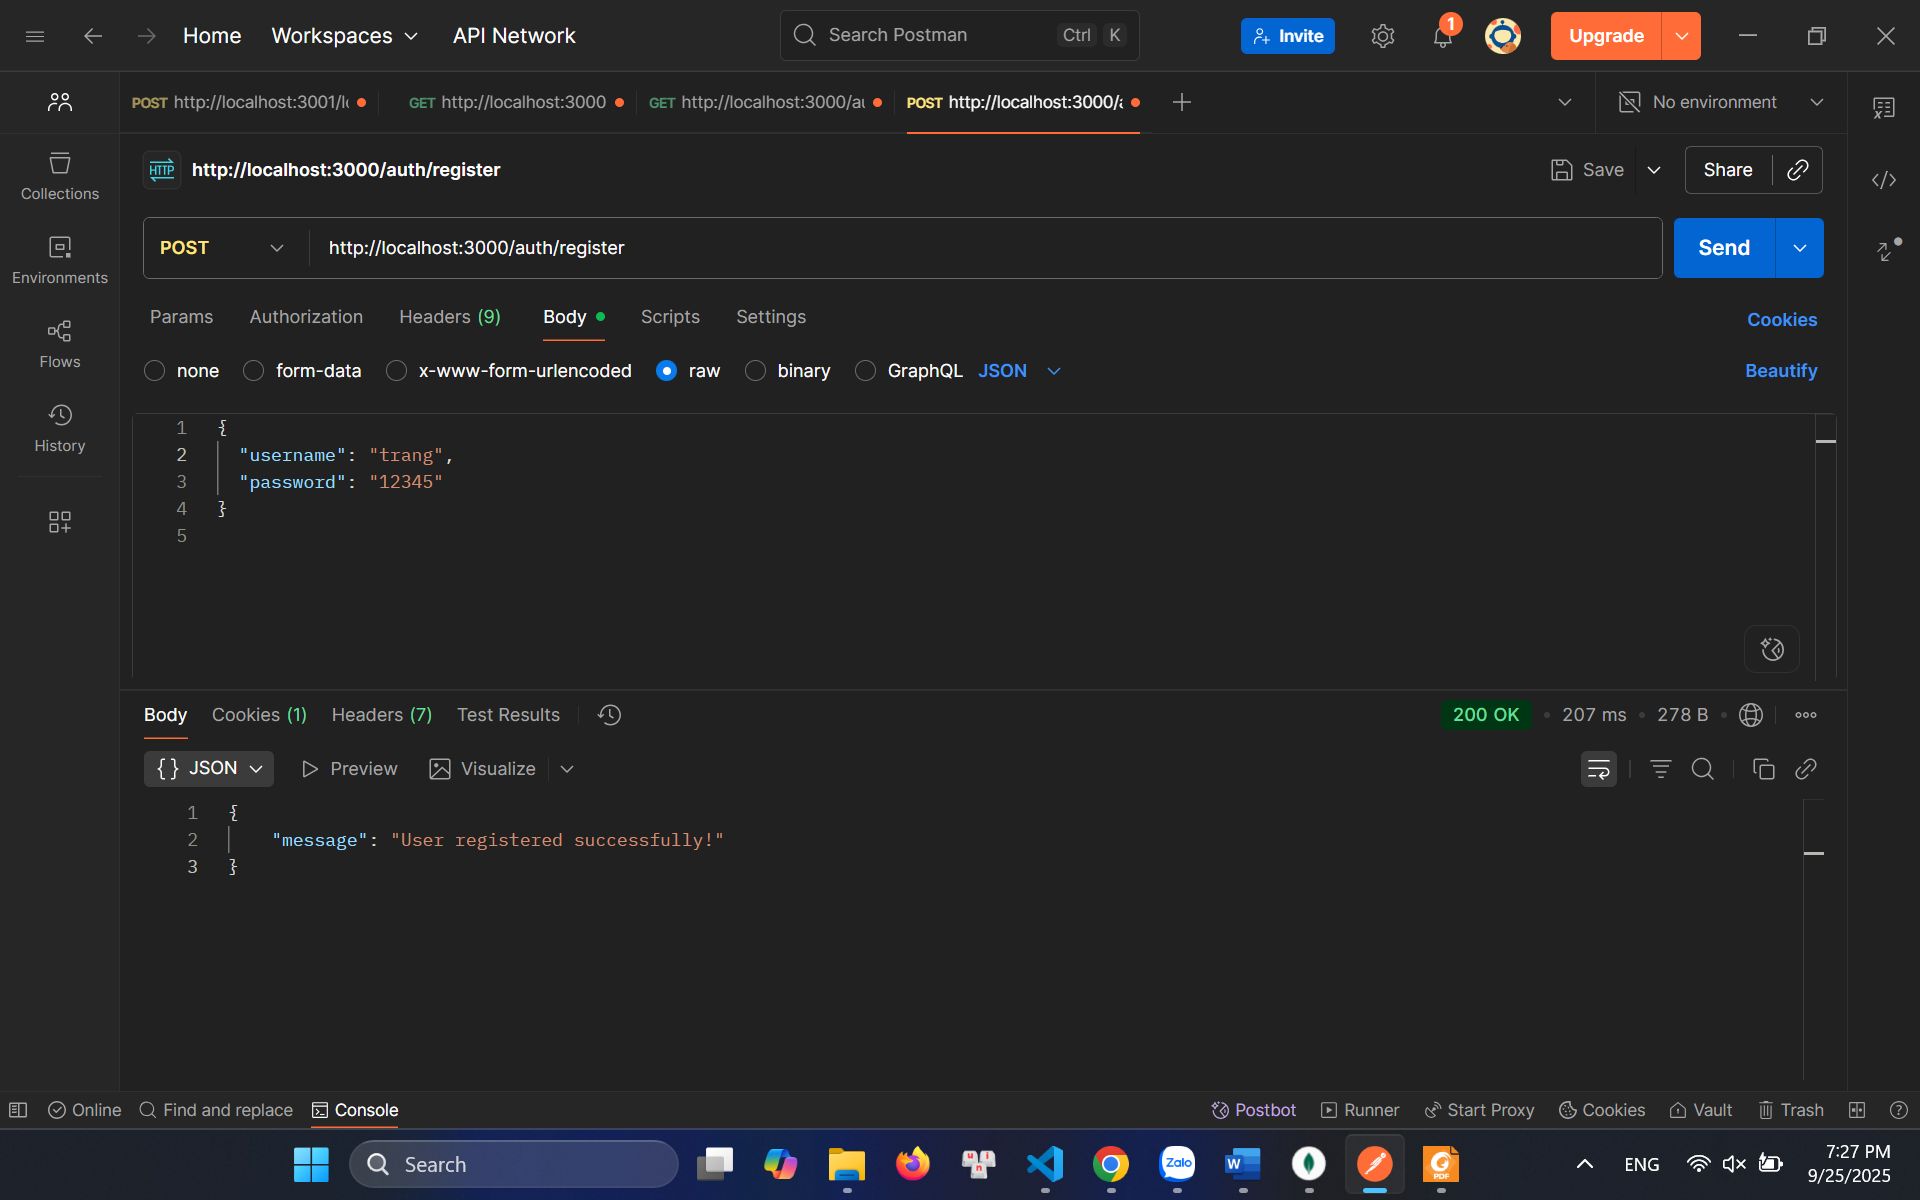 Home Workspaces API Network Search Postman Ctrl K Invite 1 Upgrade
POST http://localhost:3001/l GET http://localhost:3000 GET http://localhost:3000/au POST http://localhost:3000/a No environment
HTTP http://localhost:3000/auth/register Save Share
POST http://localhost:3000/auth/register Send
Params Authorization Headers (9) Body Scripts Settings Cookies
none form-data x-www-form-urlencoded raw binary GraphQL JSON Beautify
1 {
2 "username": "trang",
3 "password": "12345"
4 }
5
Collections
Environments
Flows
History
Body Cookies (1) Headers (7) Test Results 200 OK • 207 ms • 278 B •
{} JSON Preview Visualize
1 {
2 "message": "User registered successfully!"
3 }
Online Find and replace Console Postbot Runner Start Proxy Cookies Vault Trash
Search Zalo W PDF ENG 7:27 PM
9/25/2025